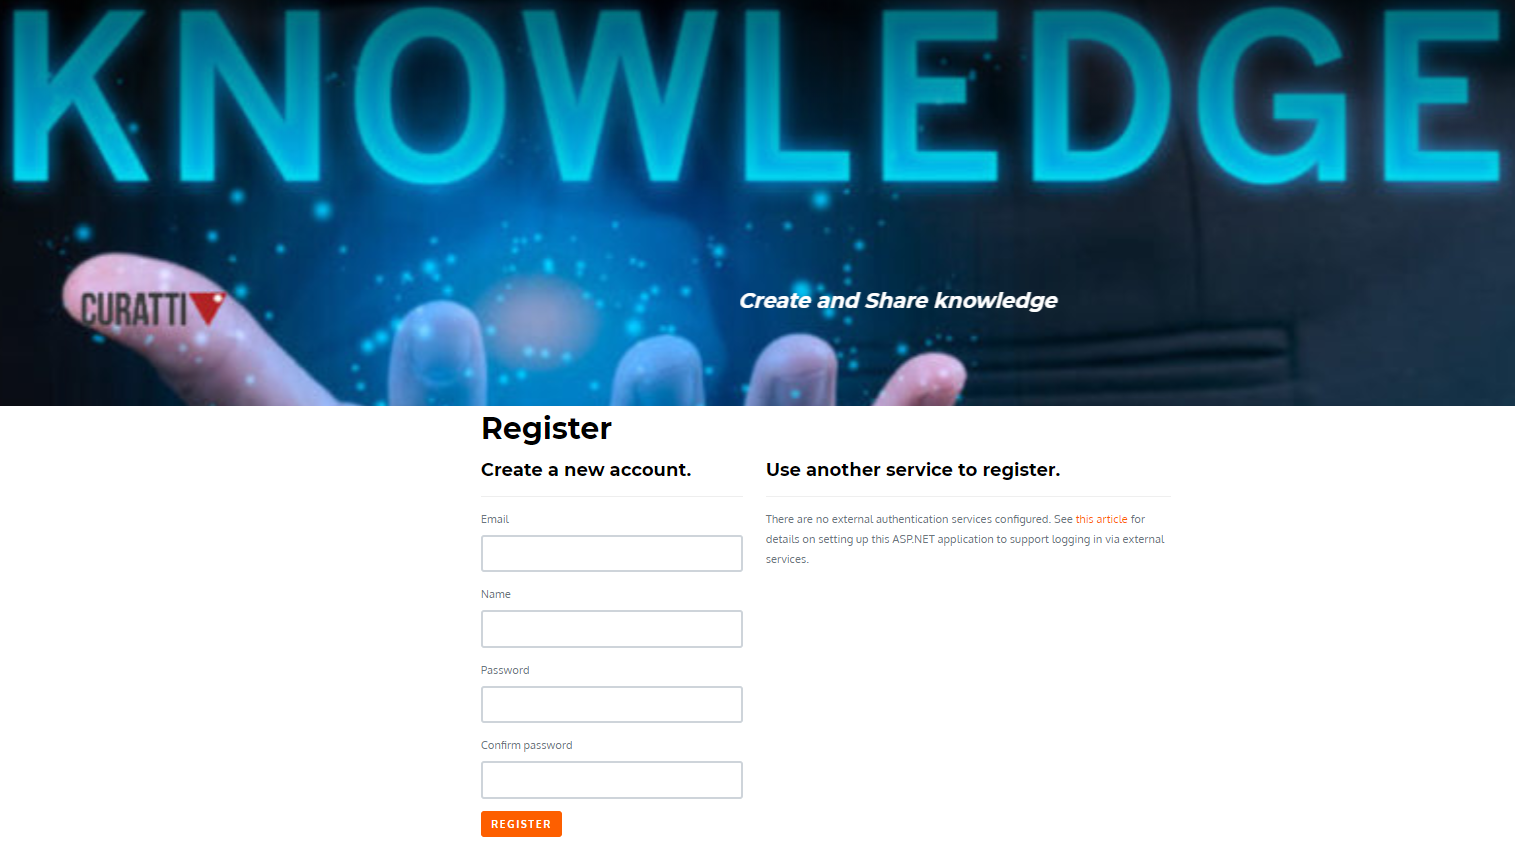 KNOWLEDGE
CURATTI
Create and Share knowledge
Register
Create a new account.
Email
Name
Password
Confirm password
REGISTER
Use another service to register.
There are no external authentication services configured. See this article for
details on setting up this ASP.NET application to support logging in via external
services.